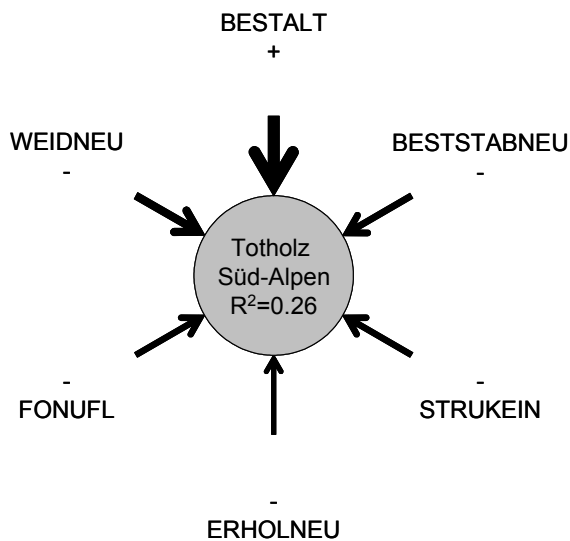 BESTALT
+
WEIDNEU
-
BESTSTABNEU
-
Totholz
Süd-Alpen
R²=0.26
-
FONUFL
-
STRUKEIN
-
ERHOLNEU